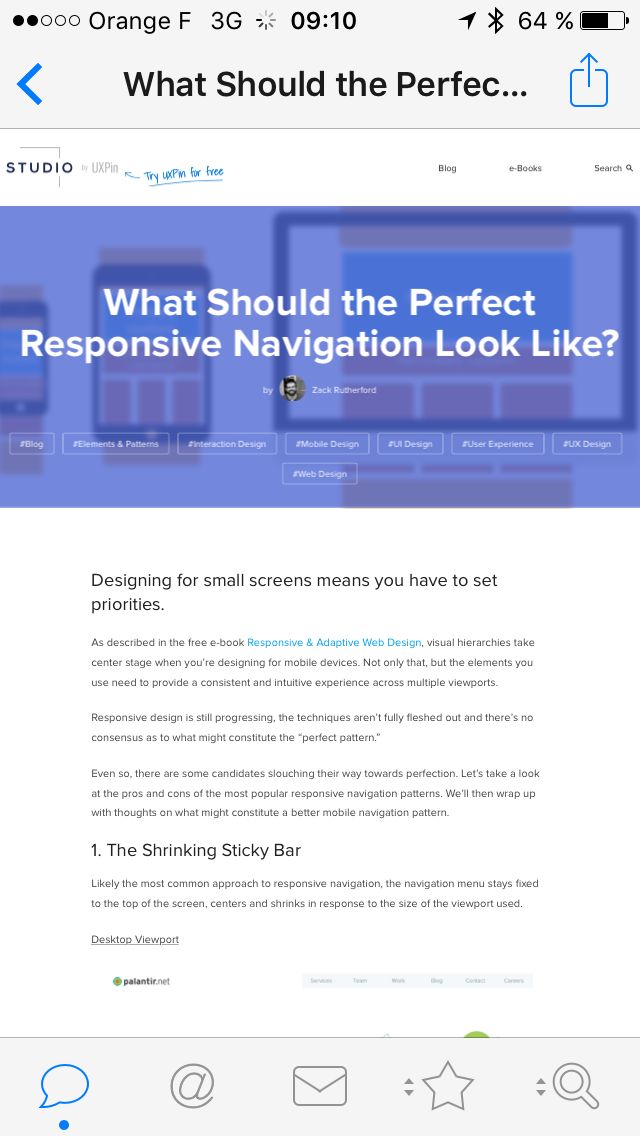 Orange F 3G 09:10 64 %
What Should the Perfec...
STUDIO by UXPin Try UXPin for free Blog e-Books Search
What Should the Perfect
Responsive Navigation Look Like?
by Zack Rutherford
#Blog #Elements & Patterns #Interaction Design #Mobile Design #UI Design #User Experience #UX Design
#Web Design
Designing for small screens means you have to set
priorities.
As described in the free e-book Responsive & Adaptive Web Design, visual hierarchies take
center stage when you're designing for mobile devices. Not only that, but the elements you
use need to provide a consistent and intuitive experience across multiple viewports.
Responsive design is still progressing, the techniques aren't fully fleshed out and there's no
consensus as to what might constitute the “perfect pattern.”
Even so, there are some candidates slouching their way towards perfection. Let's take a look
at the pros and cons of the most popular responsive navigation patterns. We'll then wrap up
with thoughts on what might constitute a better mobile navigation pattern.
1. The Shrinking Sticky Bar
Likely the most common approach to responsive navigation, the navigation menu stays fixed
to the top of the screen, centers and shrinks in response to the size of the viewport used.
Desktop Viewport
palantir.net Services Team Work Blog Contact Careers